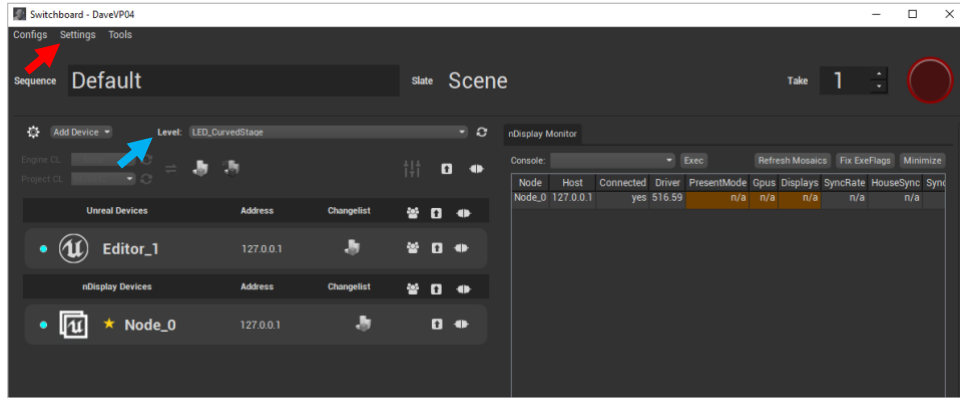 Switchboard - DaveVP04
Configs Settings Tools
Sequence Default Slate Scene Take 1
Add Device Level: LED_CurvedStage
nDisplay Monitor
Engine CL
Project CL
Console: Exec Refresh Mosaics Fix ExeFlags Minimize
Node Host Connected Driver PresentMode Gpus Displays SyncRate HouseSync Sync
Node_0 127.0.0.1 yes 516.59 n/a n/a n/a n/a n/a
Unreal Devices Address Changelist
Editor_1 127.0.0.1
nDisplay Devices Address Changelist
Node_0 127.0.0.1